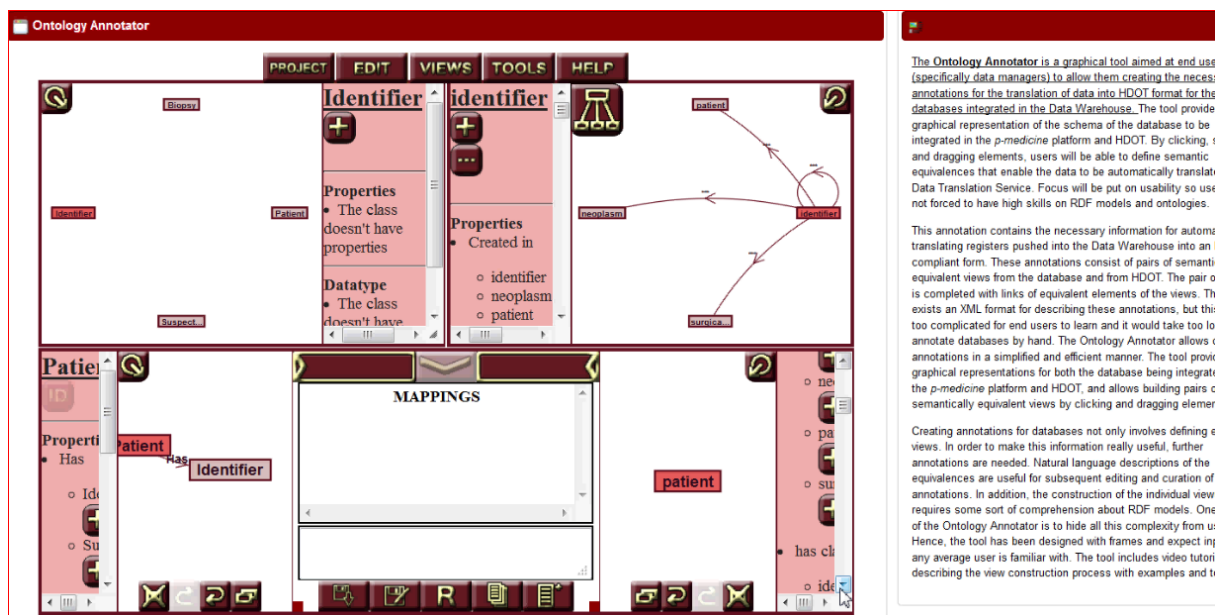 Ontology Annotator
PROJECT EDIT VIEWS TOOLS HELP
Biopsy
Identifier
Patient
Suspect...
Identifier
Properties
• The class
doesn't have
properties
Datatype
• The class
doesn't have
identifier
Properties
• Created in
○ identifier
○ neoplasm
○ patient
patient
neoplasm
identifier
surgica...
Patie
ID
Properti
• Has
○ Ide
○ Su
Patient
Has
Identifier
MAPPINGS
R
patient
○ neo
○ pa
○ su
• has cla
○ ide
The Ontology Annotator is a graphical tool aimed at end use
(specifically data managers) to allow them creating the necess
annotations for the translation of data into HDOT format for the
databases integrated in the Data Warehouse. The tool provide
graphical representation of the schema of the database to be
integrated in the p-medicine platform and HDOT. By clicking, s
and dragging elements, users will be able to define semantic
equivalences that enable the data to be automatically translat
Data Translation Service. Focus will be put on usability so use
not forced to have high skills on RDF models and ontologies.
This annotation contains the necessary information for automa
translating registers pushed into the Data Warehouse into an
compliant form. These annotations consist of pairs of semanti
equivalent views from the database and from HDOT. The pair o
is completed with links of equivalent elements of the views. Th
exists an XML format for describing these annotations, but this
too complicated for end users to learn and it would take too lo
annotate databases by hand. The Ontology Annotator allows c
annotations in a simplified and efficient manner. The tool provid
graphical representations for both the database being integrate
the p-medicine platform and HDOT, and allows building pairs o
semantically equivalent views by clicking and dragging elemen
Creating annotations for databases not only involves defining e
views. In order to make this information really useful, further
annotations are needed. Natural language descriptions of the
equivalences are useful for subsequent editing and curation of
annotations. In addition, the construction of the individual view
requires some sort of comprehension about RDF models. One
of the Ontology Annotator is to hide all this complexity from us
Hence, the tool has been designed with frames and expect inp
any average user is familiar with. The tool includes video tutori
describing the view construction process with examples and te